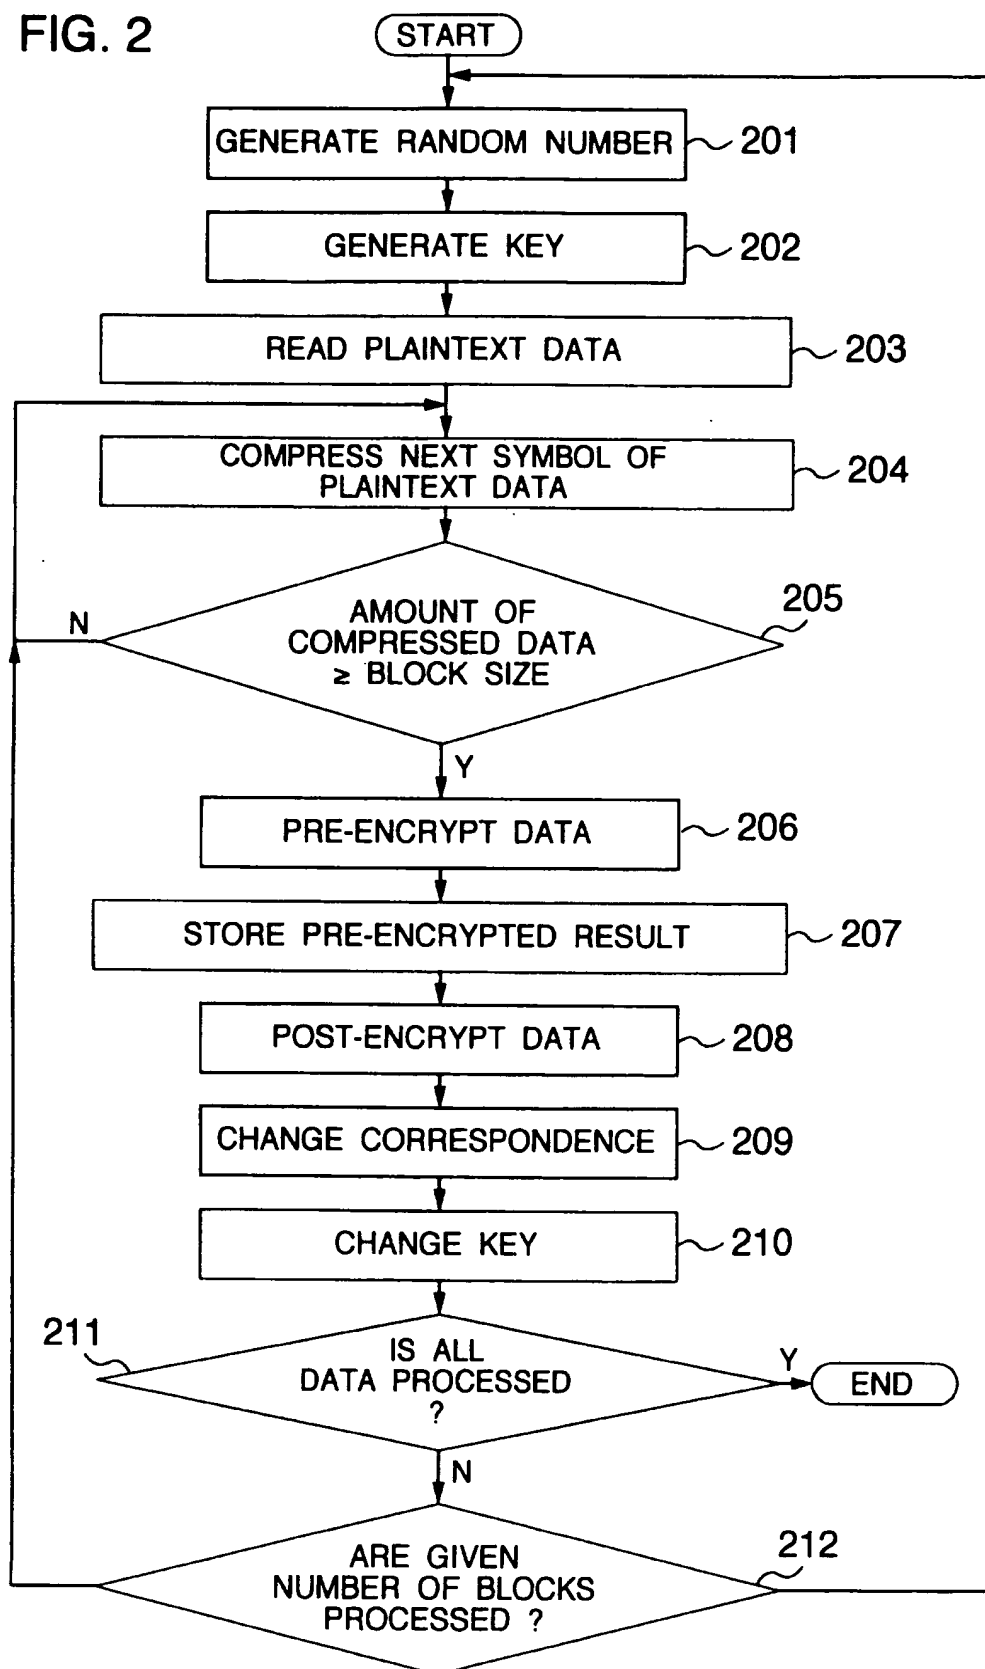 FIG. 2
START
GENERATE RANDOM NUMBER
201
GENERATE KEY
202
READ PLAINTEXT DATA
203
COMPRESS NEXT SYMBOL OF
PLAINTEXT DATA
204
AMOUNT OF
COMPRESSED DATA
≥ BLOCK SIZE
205
N
Y
PRE-ENCRYPT DATA
206
STORE PRE-ENCRYPTED RESULT
207
POST-ENCRYPT DATA
208
CHANGE CORRESPONDENCE
209
CHANGE KEY
210
211
IS ALL
DATA PROCESSED
?
Y
END
N
ARE GIVEN
NUMBER OF BLOCKS
PROCESSED ?
212